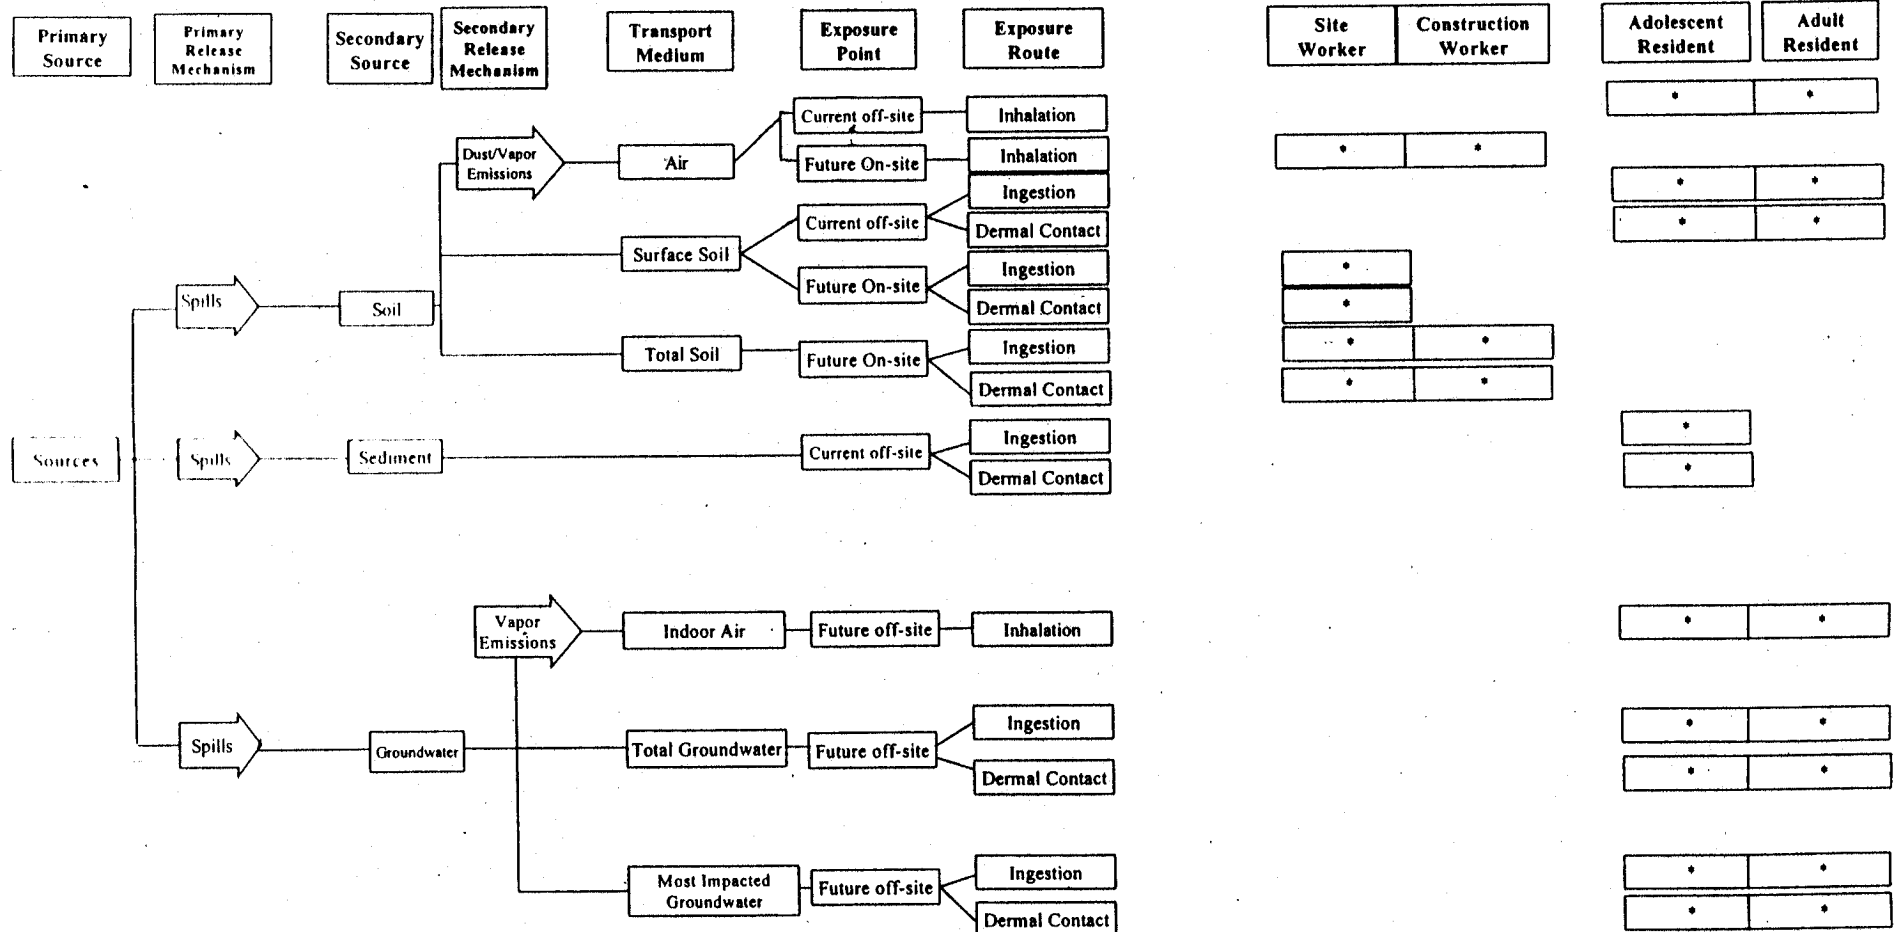 Primary
Source
Primary
Release
Mechanism
Secondary
Source
Secondary
Release
Mechanism
Transport
Medium
Exposure
Point
Exposure
Route
Site
Worker
Construction
Worker
Adolescent
Resident
Adult
Resident
Current off-site
Inhalation
* *
Dust/Vapor
Emissions
Air
Future On-site
Inhalation
* *
Ingestion
* *
Current off-site
Dermal Contact
* *
Surface Soil
Ingestion
*
Future On-site
Dermal Contact
*
Spills
Soil
Total Soil
Future On-site
Ingestion
* *
Dermal Contact
* *
Sources
Spills
Sediment
Current off-site
Ingestion
*
Dermal Contact
*
Vapor
Emissions
Indoor Air
Future off-site
Inhalation
* *
Spills
Groundwater
Total Groundwater
Future off-site
Ingestion
* *
Dermal Contact
* *
Most Impacted
Groundwater
Future off-site
Ingestion
* *
Dermal Contact
* *